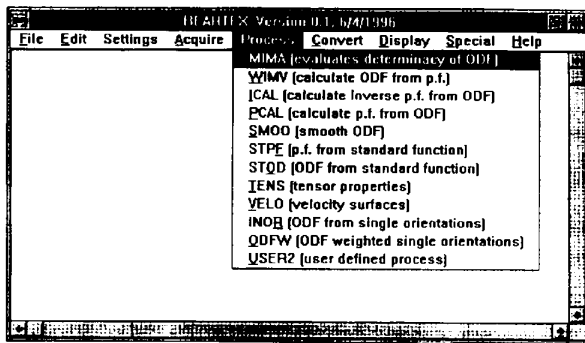 BEARTEX Version 0.1, 6/4/1996
File Edit Settings Acquire Process Convert Display Special Help
MIMA (evaluates determinacy of ODF)
WIMV (calculate ODF from p.f.)
ICAL (calculate inverse p.f. from ODF)
PCAL (calculate p.f. from ODF)
SMOO (smooth ODF)
STPF (p.f. from standard function)
STOD (ODF from standard function)
TENS (tensor properties)
VELO (velocity surfaces)
INOR (ODF from single orientations)
ODFW (ODF weighted single orientations)
USER2 (user defined process)